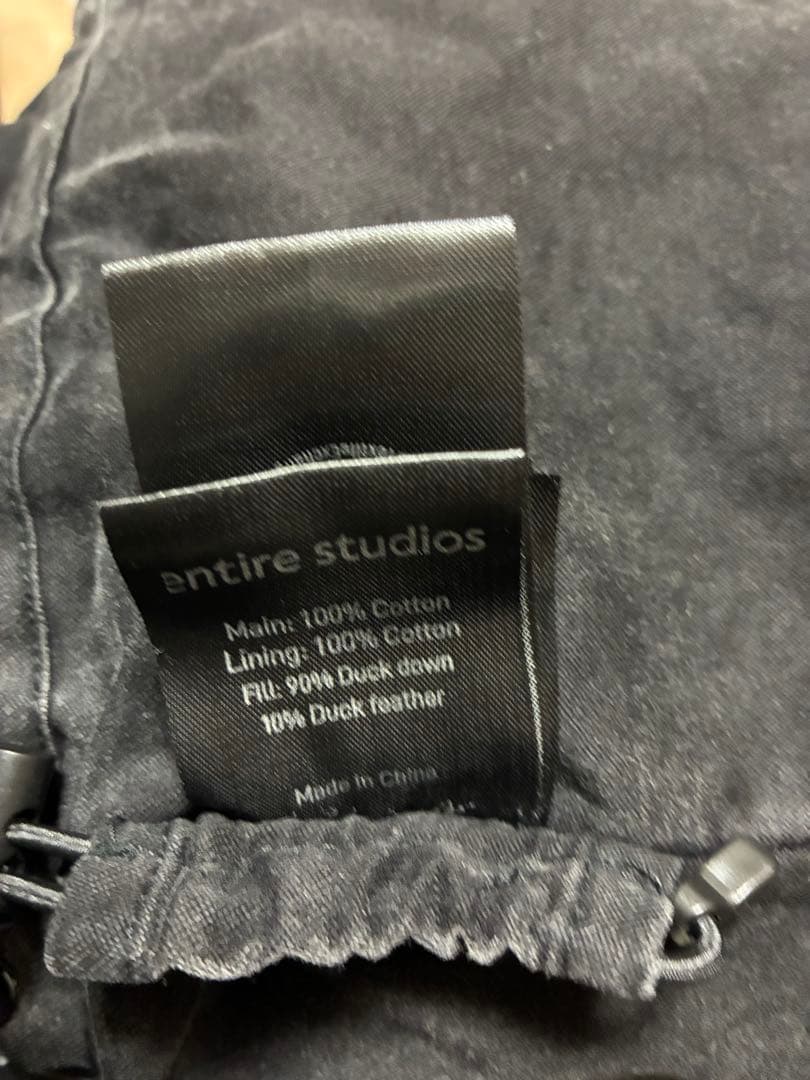 entire studios
Main: 100% Cotton
Lining: 100% Cotton
Fill: 90% Duck down
10% Duck feather
Made in China